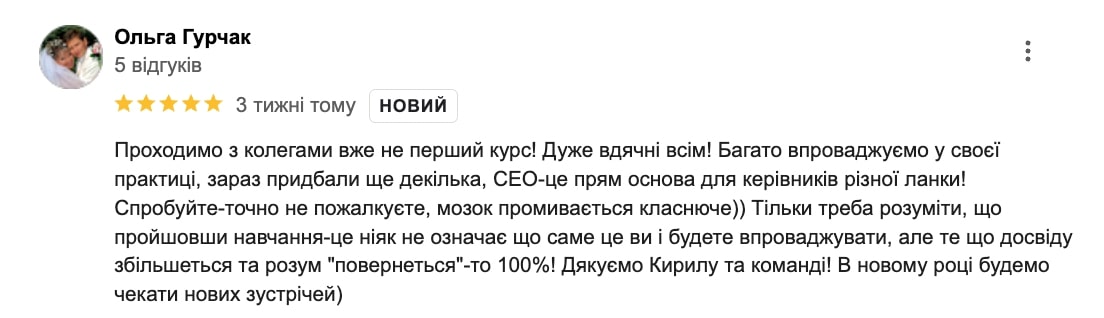 Ольга Гурчак
5 відгуків
3 тижні тому НОВИЙ
Проходимо з колегами вже не перший курс! Дуже вдячні всім! Багато впроваджуємо у своєї
практиці, зараз придбали ще декілька, СЕО-це прям основа для керівників різної ланки!
Спробуйте-точно не пожалкуєте, мозок промивається класнюче)) Тільки треба розуміти, що
пройшовши навчання-це ніяк не означає що саме це ви і будете впроваджувати, але те що досвіду
збільшеться та розум "повернеться"-то 100%! Дякуємо Кирилу та команді! В новому році будемо
чекати нових зустрічей)